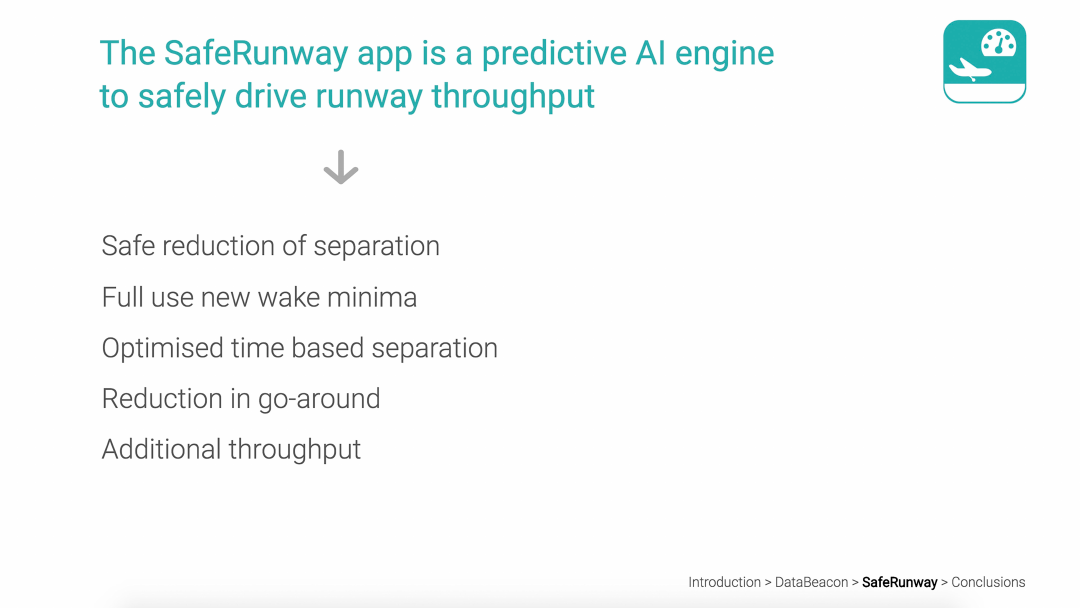 The SafeRunway app is a predictive AI engine
to safely drive runway throughput
Safe reduction of separation
Full use new wake minima
Optimised time based separation
Reduction in go-around
Additional throughput
Introduction > DataBeacon > SafeRunway > Conclusions